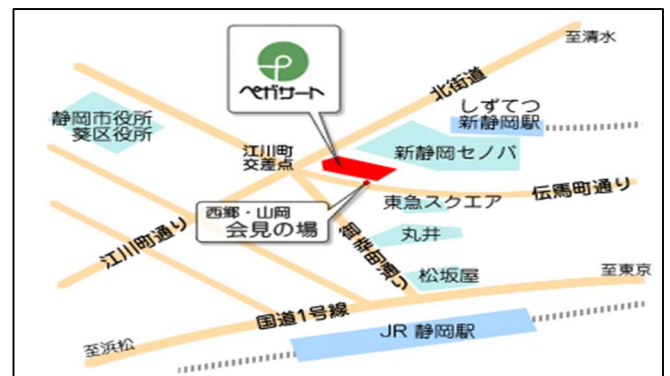 ペガサート
至清水
北街道
しずてつ
新静岡駅
静岡市役所
葵区役所
江川町
交差点
新静岡セノバ
伝馬町通り
東急スクエア
西郷・山岡
会見の場
江川町通り
御幸町通り
丸井
松坂屋
至東京
国道1号線
JR 静岡駅
至浜松